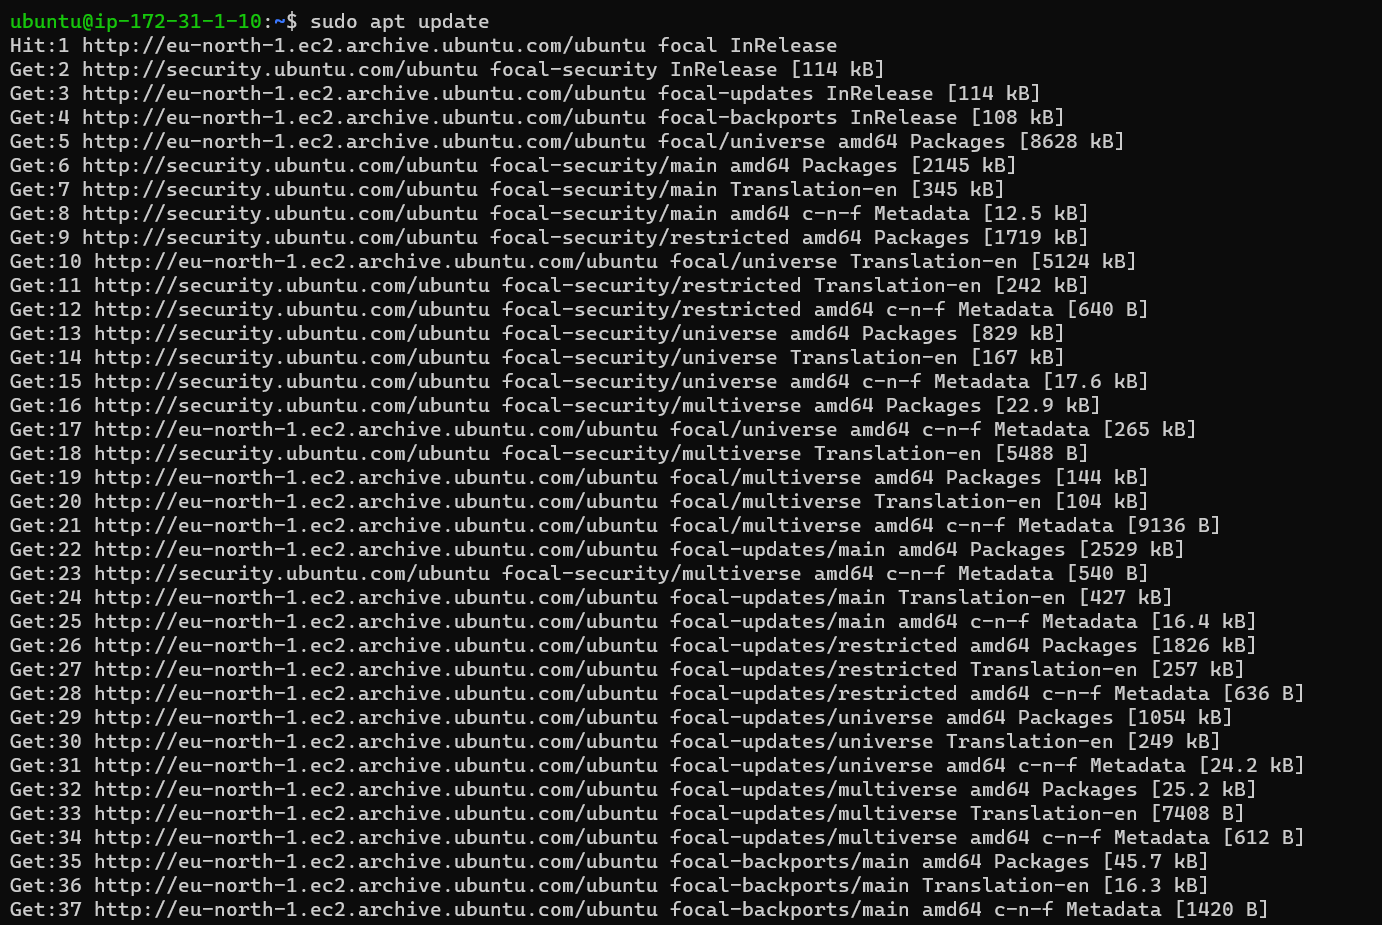 ubuntu@ip-172-31-1-10:~$ sudo apt update
Hit:1 http://eu-north-1.ec2.archive.ubuntu.com/ubuntu focal InRelease
Get:2 http://security.ubuntu.com/ubuntu focal-security InRelease [114 kB]
Get:3 http://eu-north-1.ec2.archive.ubuntu.com/ubuntu focal-updates InRelease [114 kB]
Get:4 http://eu-north-1.ec2.archive.ubuntu.com/ubuntu focal-backports InRelease [108 kB]
Get:5 http://eu-north-1.ec2.archive.ubuntu.com/ubuntu focal/universe amd64 Packages [8628 kB]
Get:6 http://security.ubuntu.com/ubuntu focal-security/main amd64 Packages [2145 kB]
Get:7 http://security.ubuntu.com/ubuntu focal-security/main Translation-en [345 kB]
Get:8 http://security.ubuntu.com/ubuntu focal-security/main amd64 c-n-f Metadata [12.5 kB]
Get:9 http://security.ubuntu.com/ubuntu focal-security/restricted amd64 Packages [1719 kB]
Get:10 http://eu-north-1.ec2.archive.ubuntu.com/ubuntu focal/universe Translation-en [5124 kB]
Get:11 http://security.ubuntu.com/ubuntu focal-security/restricted Translation-en [242 kB]
Get:12 http://security.ubuntu.com/ubuntu focal-security/restricted amd64 c-n-f Metadata [640 B]
Get:13 http://security.ubuntu.com/ubuntu focal-security/universe amd64 Packages [829 kB]
Get:14 http://security.ubuntu.com/ubuntu focal-security/universe Translation-en [167 kB]
Get:15 http://security.ubuntu.com/ubuntu focal-security/universe amd64 c-n-f Metadata [17.6 kB]
Get:16 http://security.ubuntu.com/ubuntu focal-security/multiverse amd64 Packages [22.9 kB]
Get:17 http://eu-north-1.ec2.archive.ubuntu.com/ubuntu focal/universe amd64 c-n-f Metadata [265 kB]
Get:18 http://security.ubuntu.com/ubuntu focal-security/multiverse Translation-en [5488 B]
Get:19 http://eu-north-1.ec2.archive.ubuntu.com/ubuntu focal/multiverse amd64 Packages [144 kB]
Get:20 http://eu-north-1.ec2.archive.ubuntu.com/ubuntu focal/multiverse Translation-en [104 kB]
Get:21 http://eu-north-1.ec2.archive.ubuntu.com/ubuntu focal/multiverse amd64 c-n-f Metadata [9136 B]
Get:22 http://eu-north-1.ec2.archive.ubuntu.com/ubuntu focal-updates/main amd64 Packages [2529 kB]
Get:23 http://security.ubuntu.com/ubuntu focal-security/multiverse amd64 c-n-f Metadata [540 B]
Get:24 http://eu-north-1.ec2.archive.ubuntu.com/ubuntu focal-updates/main Translation-en [427 kB]
Get:25 http://eu-north-1.ec2.archive.ubuntu.com/ubuntu focal-updates/main amd64 c-n-f Metadata [16.4 kB]
Get:26 http://eu-north-1.ec2.archive.ubuntu.com/ubuntu focal-updates/restricted amd64 Packages [1826 kB]
Get:27 http://eu-north-1.ec2.archive.ubuntu.com/ubuntu focal-updates/restricted Translation-en [257 kB]
Get:28 http://eu-north-1.ec2.archive.ubuntu.com/ubuntu focal-updates/restricted amd64 c-n-f Metadata [636 B]
Get:29 http://eu-north-1.ec2.archive.ubuntu.com/ubuntu focal-updates/universe amd64 Packages [1054 kB]
Get:30 http://eu-north-1.ec2.archive.ubuntu.com/ubuntu focal-updates/universe Translation-en [249 kB]
Get:31 http://eu-north-1.ec2.archive.ubuntu.com/ubuntu focal-updates/universe amd64 c-n-f Metadata [24.2 kB]
Get:32 http://eu-north-1.ec2.archive.ubuntu.com/ubuntu focal-updates/multiverse amd64 Packages [25.2 kB]
Get:33 http://eu-north-1.ec2.archive.ubuntu.com/ubuntu focal-updates/multiverse Translation-en [7408 B]
Get:34 http://eu-north-1.ec2.archive.ubuntu.com/ubuntu focal-updates/multiverse amd64 c-n-f Metadata [612 B]
Get:35 http://eu-north-1.ec2.archive.ubuntu.com/ubuntu focal-backports/main amd64 Packages [45.7 kB]
Get:36 http://eu-north-1.ec2.archive.ubuntu.com/ubuntu focal-backports/main Translation-en [16.3 kB]
Get:37 http://eu-north-1.ec2.archive.ubuntu.com/ubuntu focal-backports/main amd64 c-n-f Metadata [1420 B]